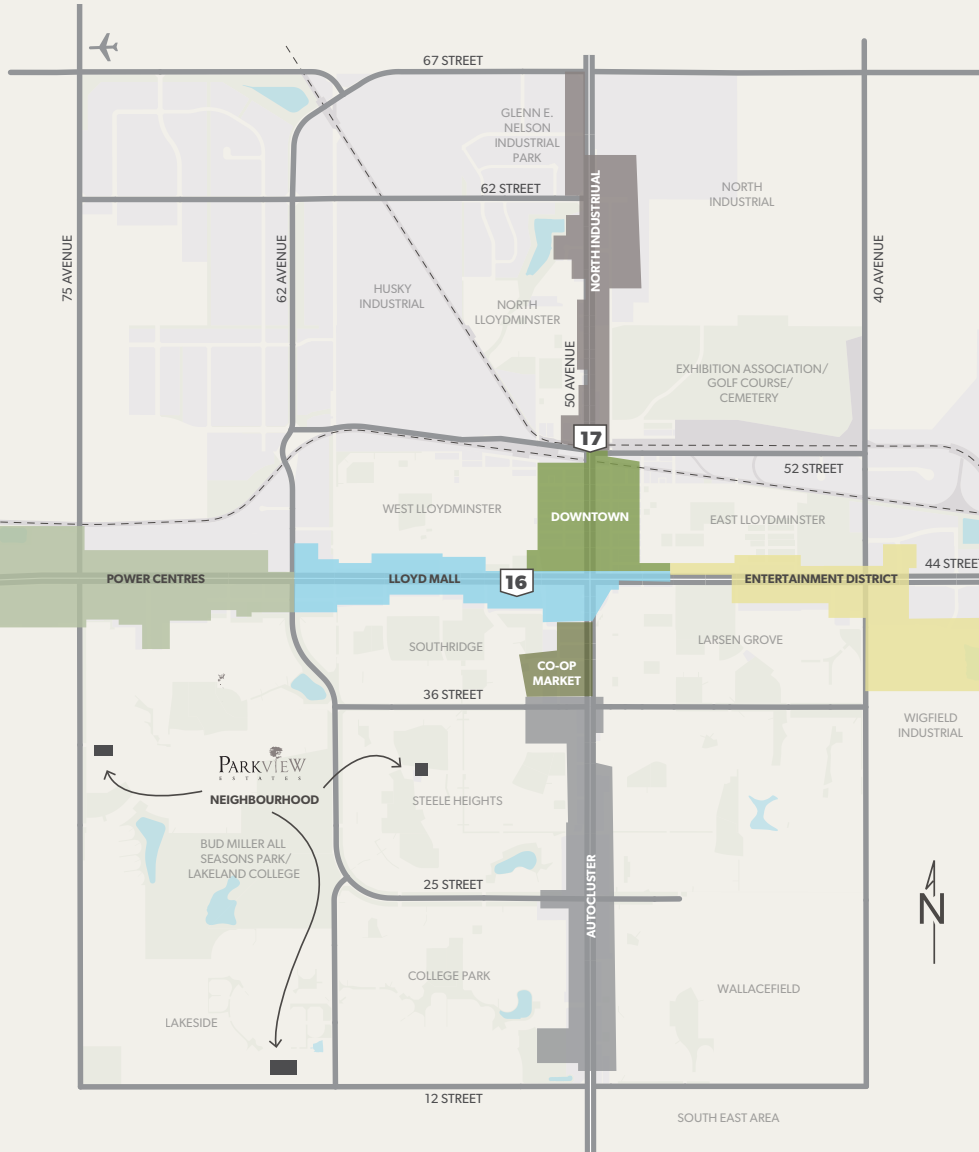 67 STREET
GLENN E.
NELSON
INDUSTRIAL
PARK
62 STREET
NORTH
INDUSTRIAL
NORTH INDUSTRIUAL
75 AVENUE
62 AVENUE
40 AVENUE
HUSKY
INDUSTRIAL
NORTH
LLOYDMINSTER
50 AVENUE
EXHIBITION ASSOCIATION/
GOLF COURSE/
CEMETERY
17
52 STREET
WEST LLOYDMINSTER
DOWNTOWN
EAST LLOYDMINSTER
44 STREE
POWER CENTRES
LLOYD MALL
16
ENTERTAINMENT DISTRICT
SOUTHRIDGE
LARSEN GROVE
CO-OP
MARKET
36 STREET
WIGFIELD
INDUSTRIAL
PARKVIEW
ESTATES
NEIGHBOURHOOD
STEELE HEIGHTS
BUD MILLER ALL
SEASONS PARK/
LAKELAND COLLEGE
25 STREET
AUTOCLUSTER
N
COLLEGE PARK
WALLACEFIELD
LAKESIDE
12 STREET
SOUTH EAST AREA